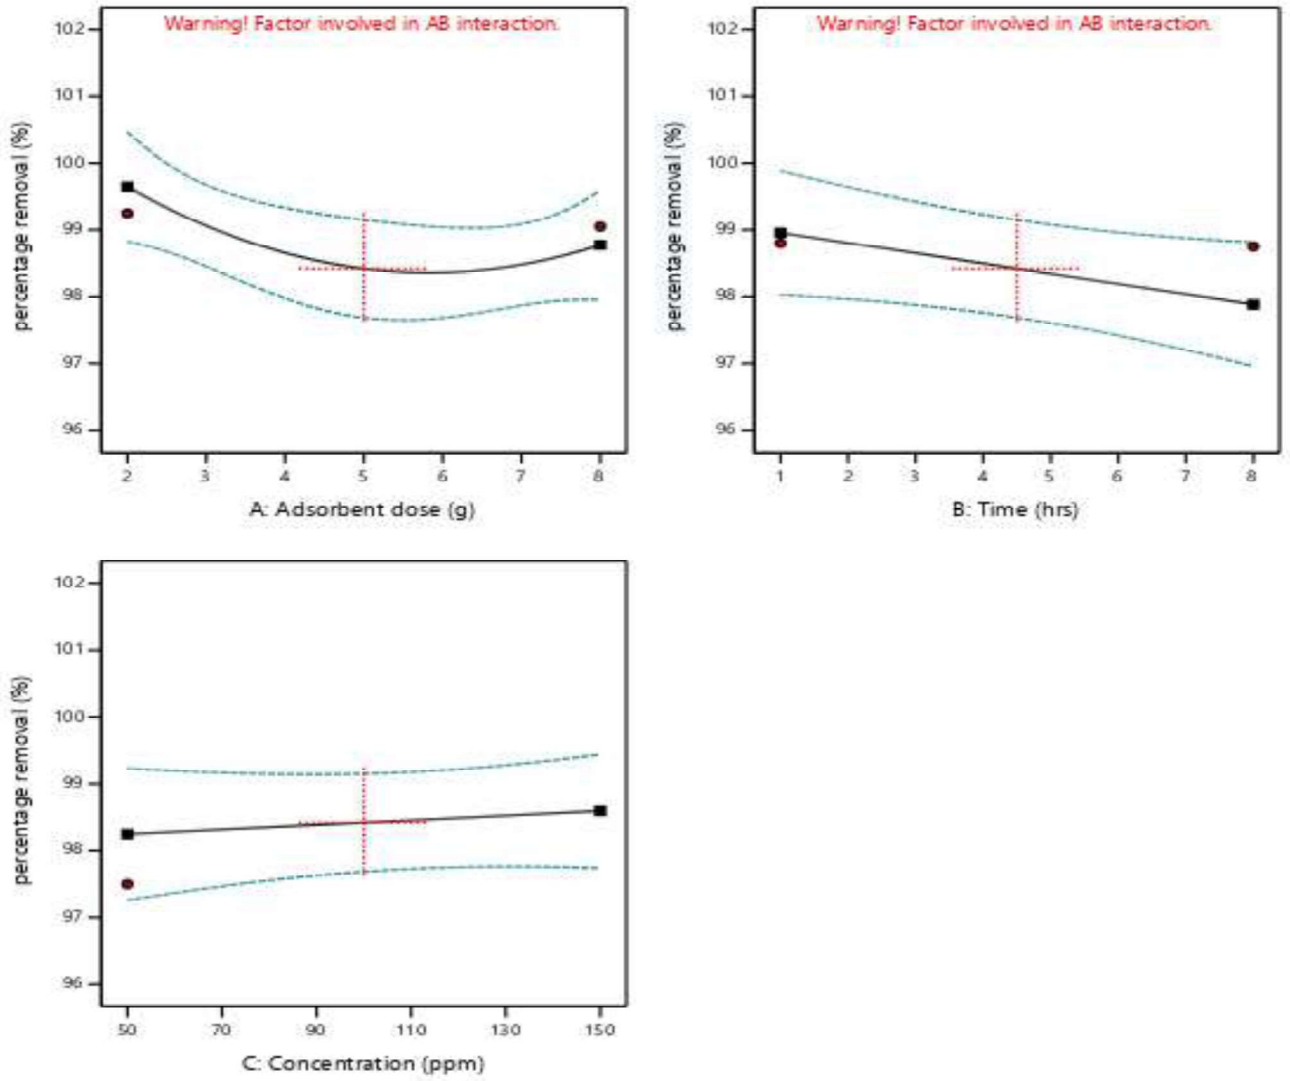 Warning! Factor involved in AB interaction.
102
101
100
99
98
97
96
percentage removal (%)
2 3 4 5 6 7 8
A: Adsorbent dose (g)
Warning! Factor involved in AB interaction.
102
101
100
99
98
97
96
percentage removal (%)
1 2 3 4 5 6 7 8
B: Time (hrs)
102
101
100
99
98
97
96
percentage removal (%)
50 70 90 110 130 150
C: Concentration (ppm)